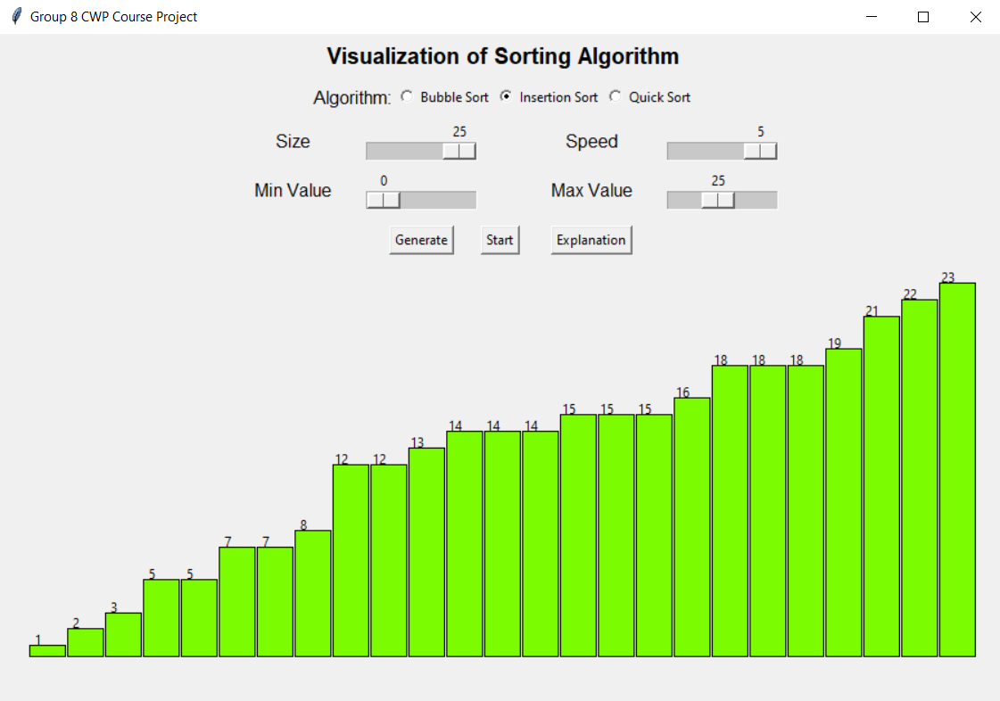 Group 8 CWP Course Project
Visualization of Sorting Algorithm
Algorithm: Bubble Sort Insertion Sort Quick Sort
Size 25 Speed 5
Min Value 0 Max Value 25
Generate Start Explanation
1 2 3 5 5 7 7 8 12 12 13 14 14 14 15 15 15 16 18 18 18 19 21 22 23